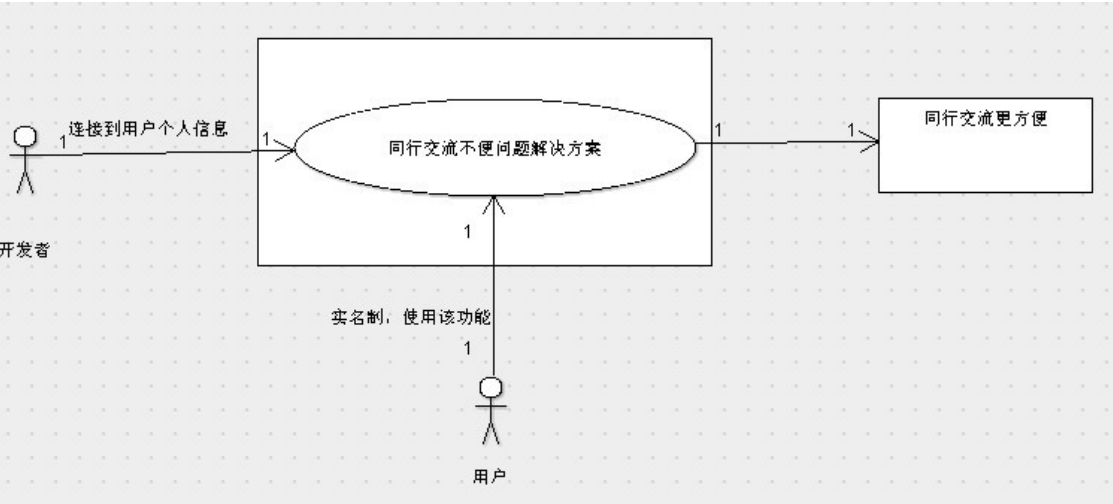 连接到用户个人信息
1
1
同行交流不便问题解决方案
1
1
同行交流更方便
开发者
1
实名制，使用该功能
1
用户